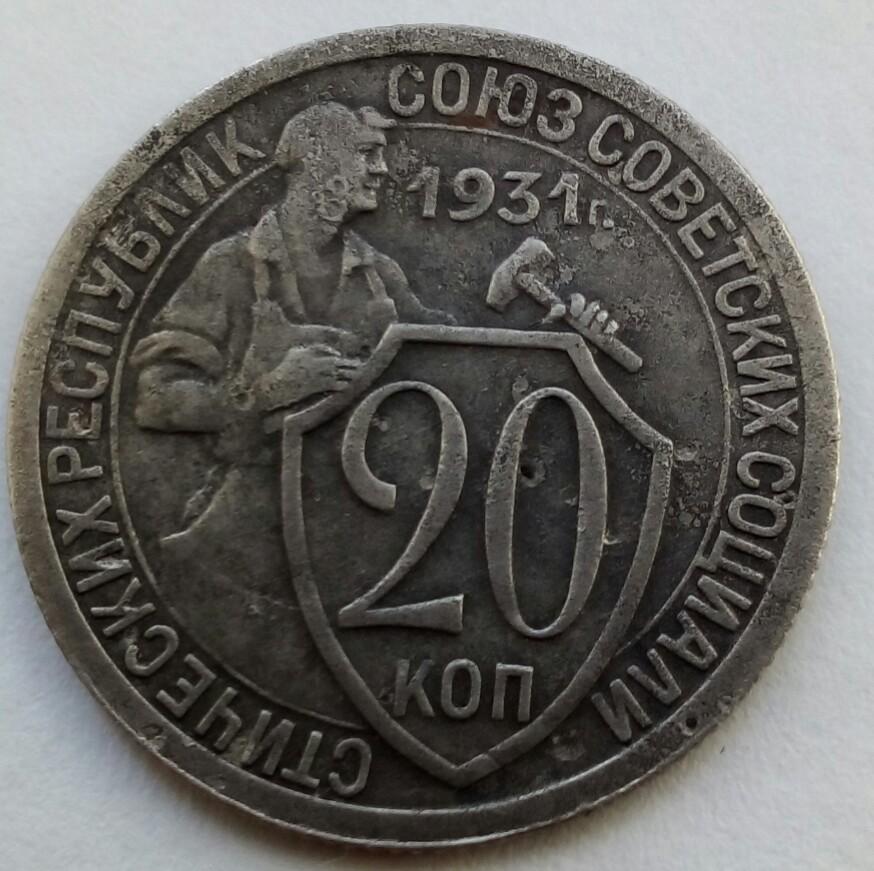 СОЮЗ СОВЕТСКИХ СОЦИАЛИСТИЧЕСКИХ РЕСПУБЛИК
1931г.
20
КОП